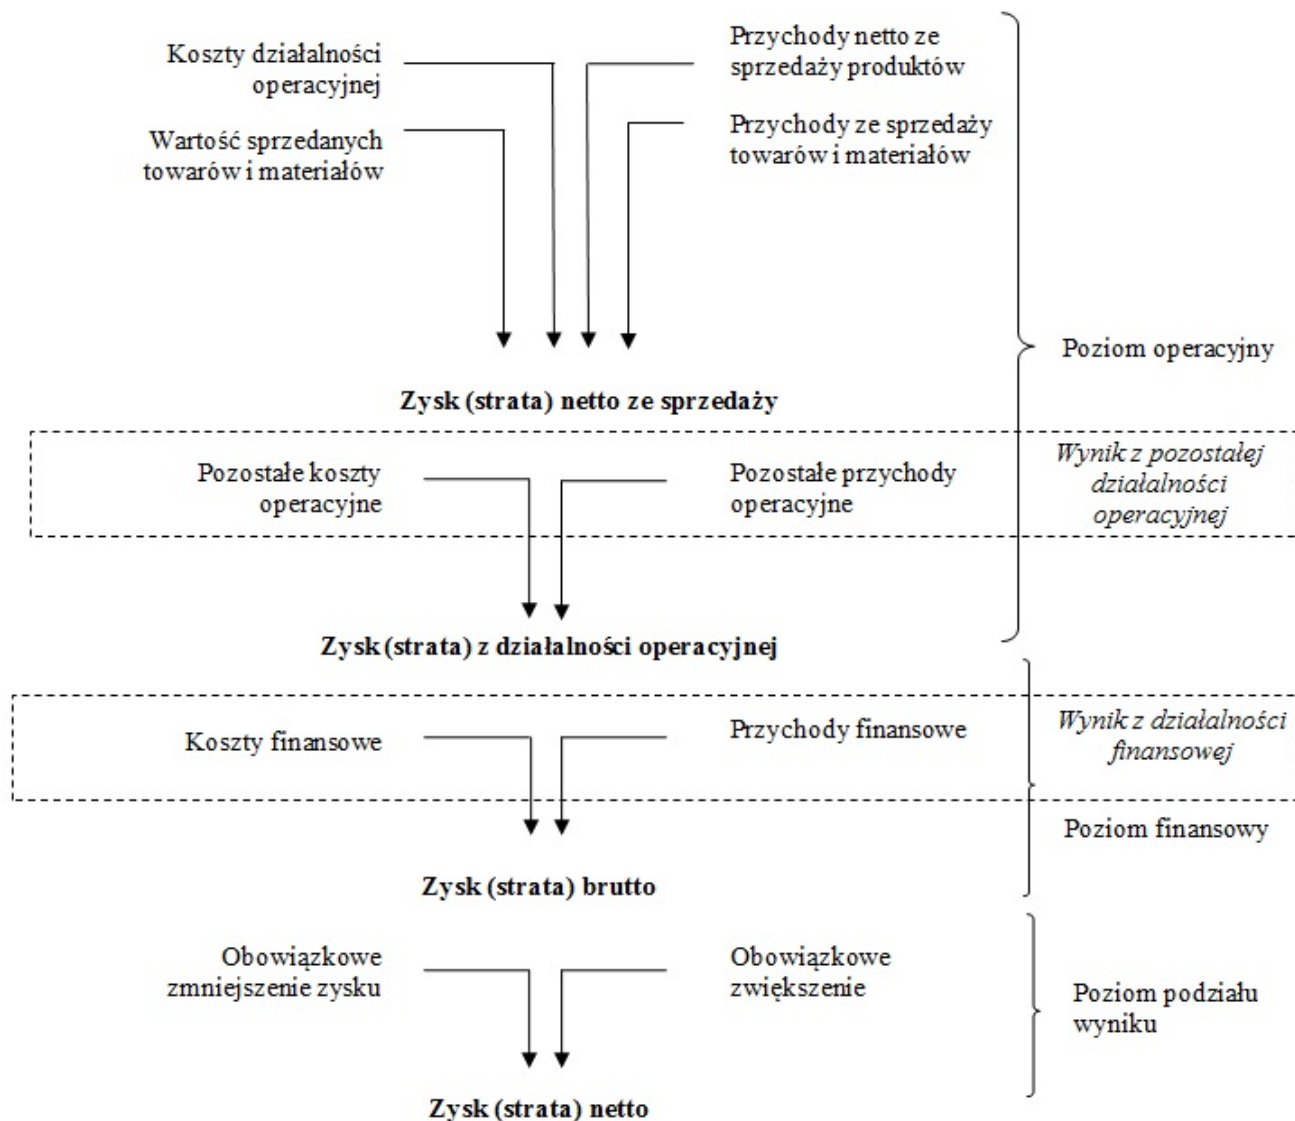 Koszty działalności
operacyjnej
Przychody netto ze
sprzedaży produktów
Wartość sprzedanych
towarów i materiałów
Przychody ze sprzedaży
towarów i materiałów
Poziom operacyjny
Zysk (strata) netto ze sprzedaży
Pozostałe koszty
operacyjne
Pozostałe przychody
operacyjne
Wynik z pozostałej
działalności
operacyjnej
Zysk (strata) z działalności operacyjnej
Koszty finansowe
Przychody finansowe
Wynik z działalności
finansowej
Poziom finansowy
Zysk (strata) brutto
Obowiązkowe
zmniejszenie zysku
Obowiązkowe
zwiększenie
Poziom podziału
wyniku
Zysk (strata) netto